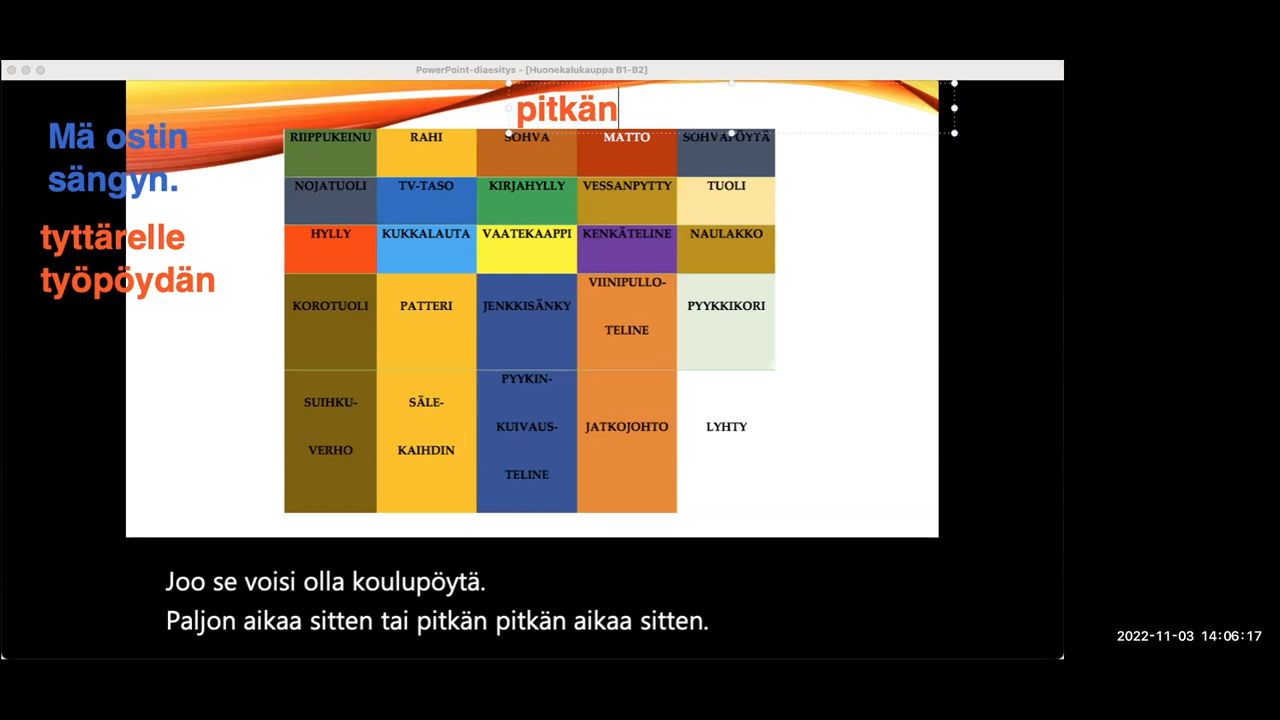 PowerPoint-diaesitys - [Huonekalukauppa B1-B2]
pitkän
Mä ostin
sängyn.
tyttärelle
työpöydän
RIIPPUKEINU RAHI SOHVA MATTO SOHVAPÖYTÄ
NOJATUOLI TV-TASO KIRJAHYLLY VESSANPYTTY TUOLI
HYLLY KUKKALAUTA VAATEKAAPPI KENKÄTELINE NAULAKKO
KOROTUOLI PATTERI JENKKISÄNKY VIINIPULLO- PYYKKIKORI
TELINE
SUIHKU- SÄLE- PYYKIN- JATKOJOHTO LYHTY
VERHO KAIHDIN KUIVAUS-
TELINE
Joo se voisi olla koulupöytä.
Paljon aikaa sitten tai pitkän pitkän aikaa sitten.
2022-11-03 14:06:17